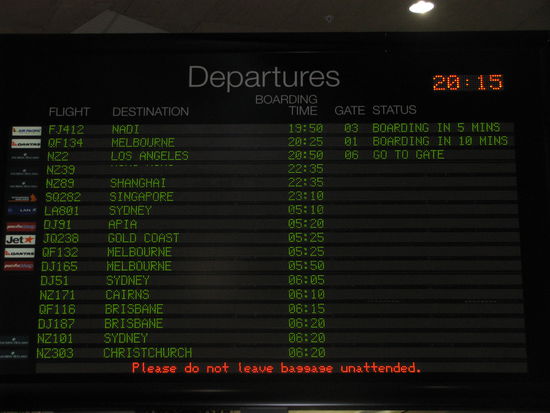 Departures
20:15
FLIGHT DESTINATION BOARDING TIME GATE STATUS
FJ412 NADI 19:50 03 BOARDING IN 5 MINS
QF134 MELBOURNE 20:25 01 BOARDING IN 10 MINS
NZ2 LOS ANGELES 20:50 06 GO TO GATE
NZ39 22:35
NZ89 SHANGHAI 22:35
SQ282 SINGAPORE 23:10
LAN LA801 SYDNEY 05:10
DJ91 APIA 05:20
Jet JQ238 GOLD COAST 05:25
QANTAS QF132 MELBOURNE 05:25
DJ165 MELBOURNE 05:50
DJ51 SYDNEY 06:05
NZ171 CAIRNS 06:10
QF116 BRISBANE 06:15
DJ187 BRISBANE 06:20
NZ101 SYDNEY 06:20
NZ303 CHRISTCHURCH 06:20
Please do not leave baggage unattended.